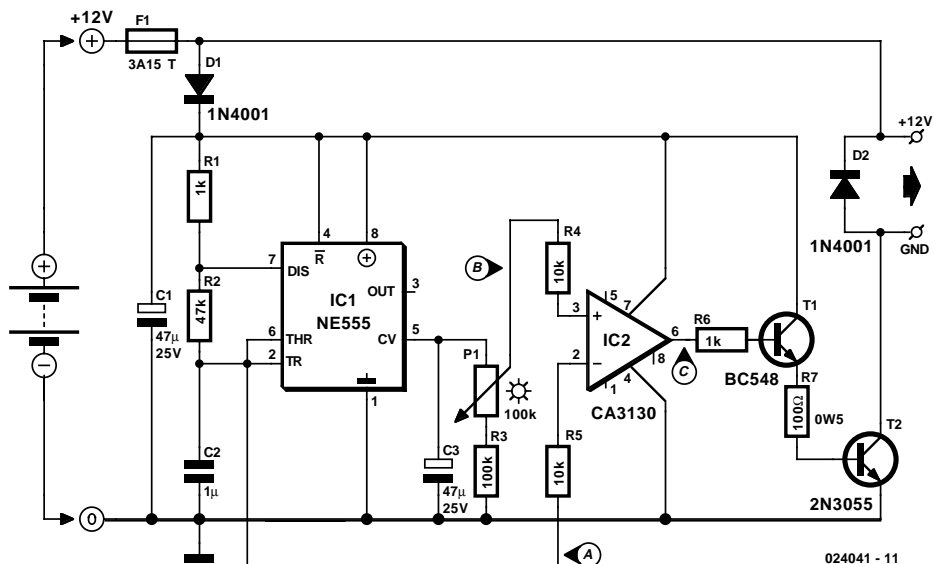 +12V
F1
3A15 T
D1
1N4001
+12V
D2
1N4001
GND
R1
1k
R2
47k
C1
47µ
25V
C2
1µ
4
8
R
7
DIS
OUT
3
IC1
NE555
6
THR
CV
5
2
TR
1
B
R4
10k
P1
100k
C3
47µ
25V
R3
100k
R5
10k
3
+
5
7
IC2
6
2
–
8
4
1
CA3130
C
R6
1k
T1
BC548
R7
100Ω
0W5
T2
2N3055
0
A
024041 - 11